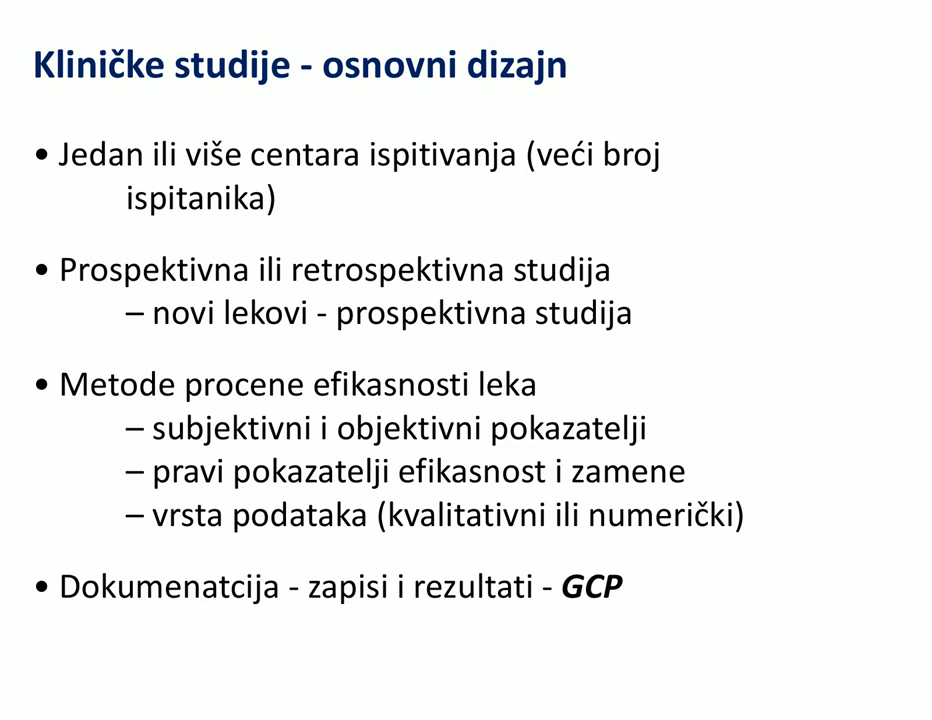 Kliničke studije - osnovni dizajn
• Jedan ili više centara ispitivanja (veći broj
ispitanika)
• Prospektivna ili retrospektivna studija
– novi lekovi - prospektivna studija
• Metode procene efikasnosti leka
– subjektivni i objektivni pokazatelji
– pravi pokazatelji efikasnost i zamene
– vrsta podataka (kvalitativni ili numerički)
• Dokumenatcija - zapisi i rezultati - GCP